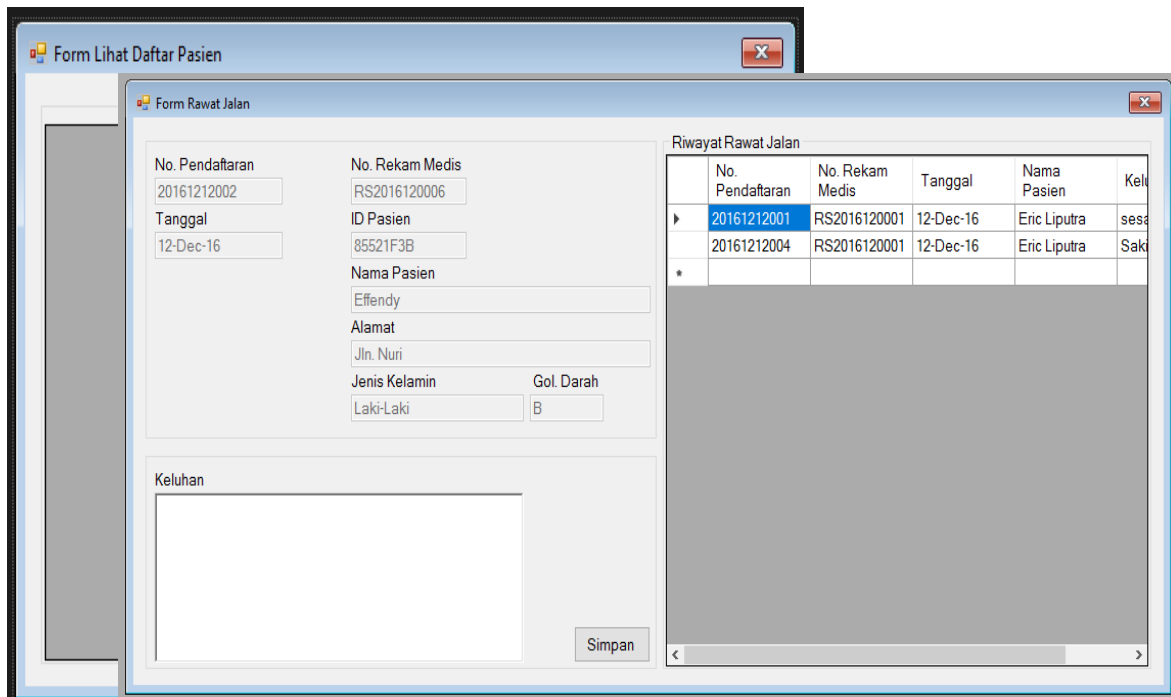 Form Lihat Daftar Pasien
Form Rawat Jalan
No. Pendaftaran
No. Rekam Medis
20161212002
RS2016120006
Tanggal
ID Pasien
12-Dec-16
85521F3B
Nama Pasien
Effendy
Alamat
Jln. Nuri
Jenis Kelamin
Gol. Darah
Laki-Laki
B
Keluhan
Simpan
Riwayat Rawat Jalan
No. Pendaftaran
No. Rekam Medis
Tanggal
Nama Pasien
Kelu
20161212001 RS2016120001 12-Dec-16 Eric Liputra sesa
20161212004 RS2016120001 12-Dec-16 Eric Liputra Saki